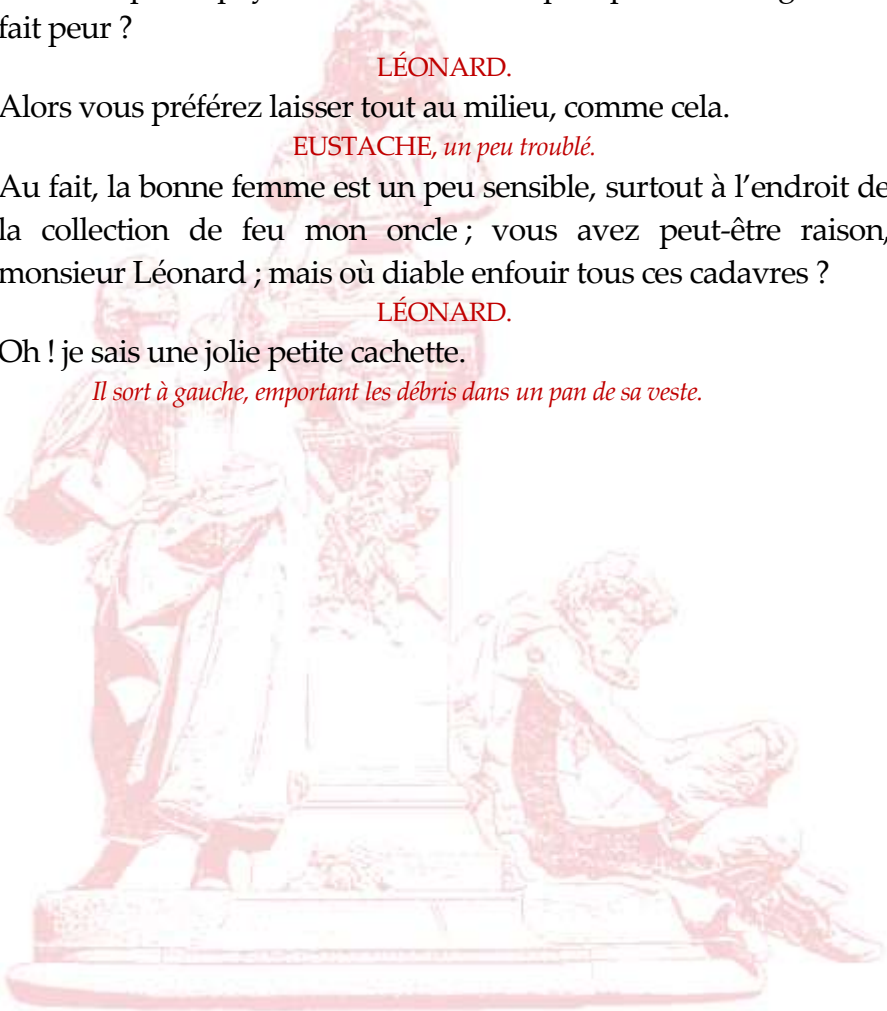 fait peur ?
LÉONARD.
Alors vous préférez laisser tout au milieu, comme cela.
EUSTACHE, un peu troublé.
Au fait, la bonne femme est un peu sensible, surtout à l’endroit de
la collection de feu mon oncle ; vous avez peut-être raison,
monsieur Léonard ; mais où diable enfouir tous ces cadavres ?
LÉONARD.
Oh ! je sais une jolie petite cachette.
Il sort à gauche, emportant les débris dans un pan de sa veste.